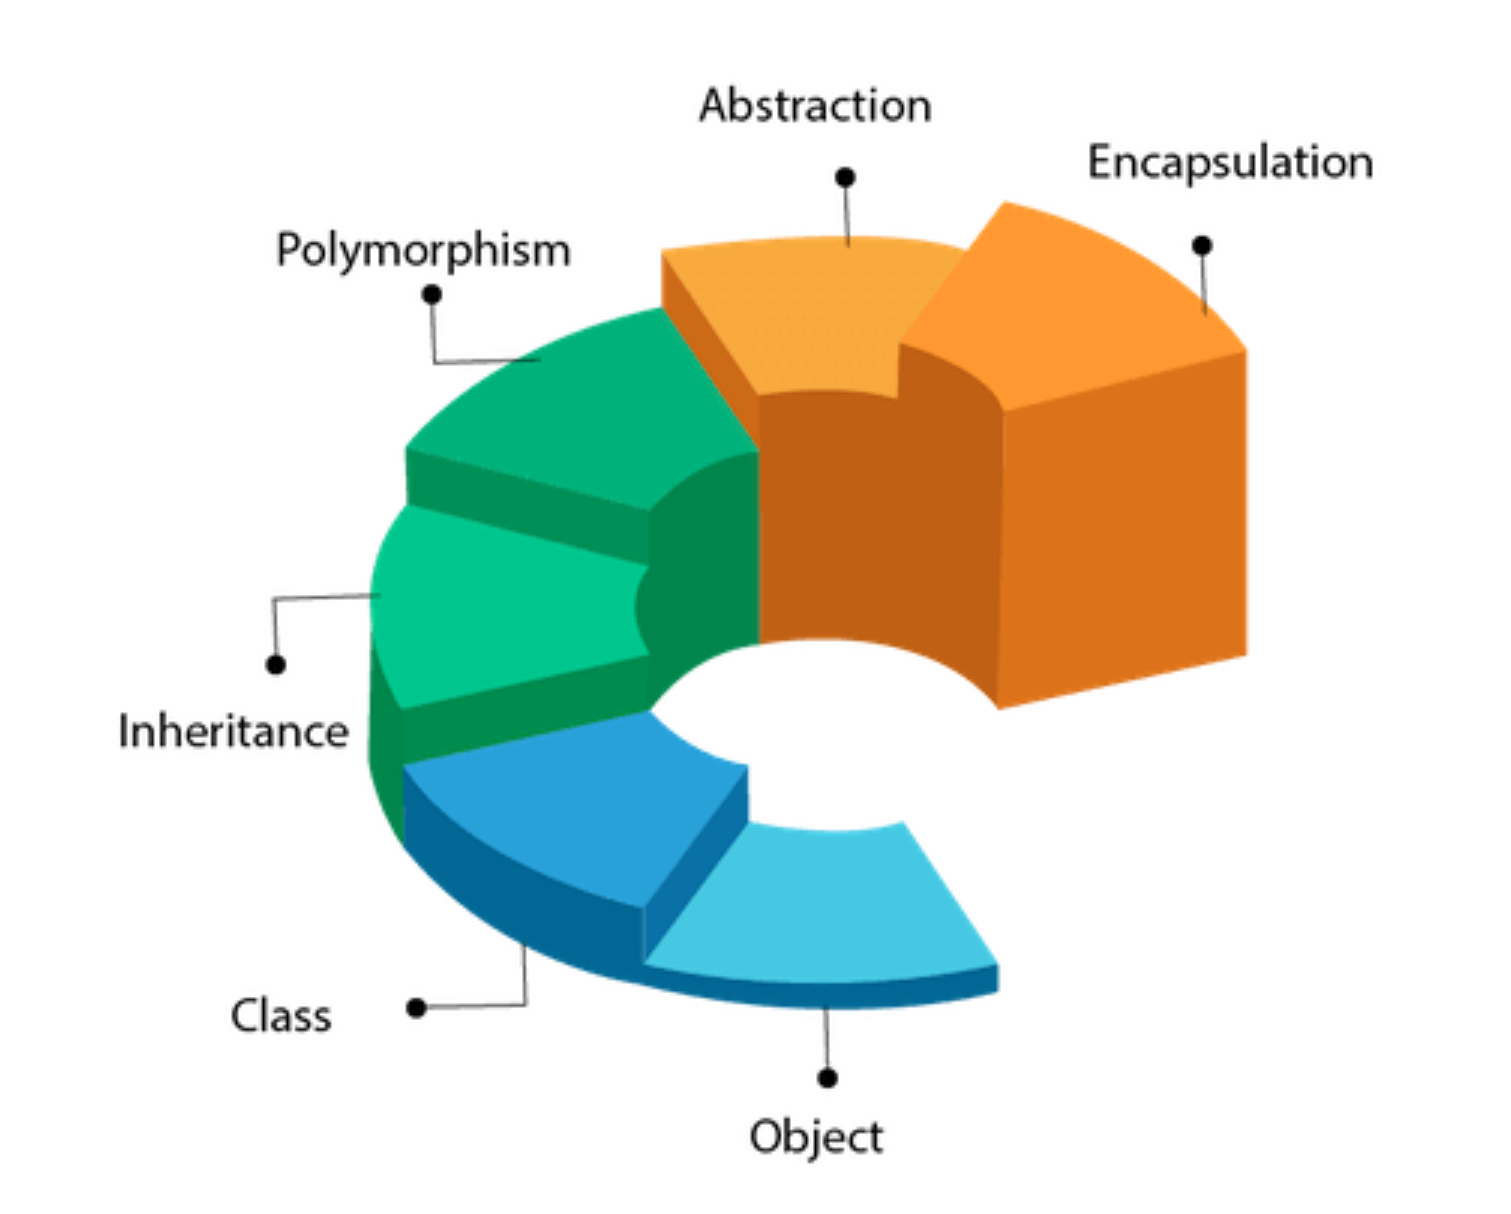 Abstraction
Encapsulation
Polymorphism
Inheritance
Class
Object